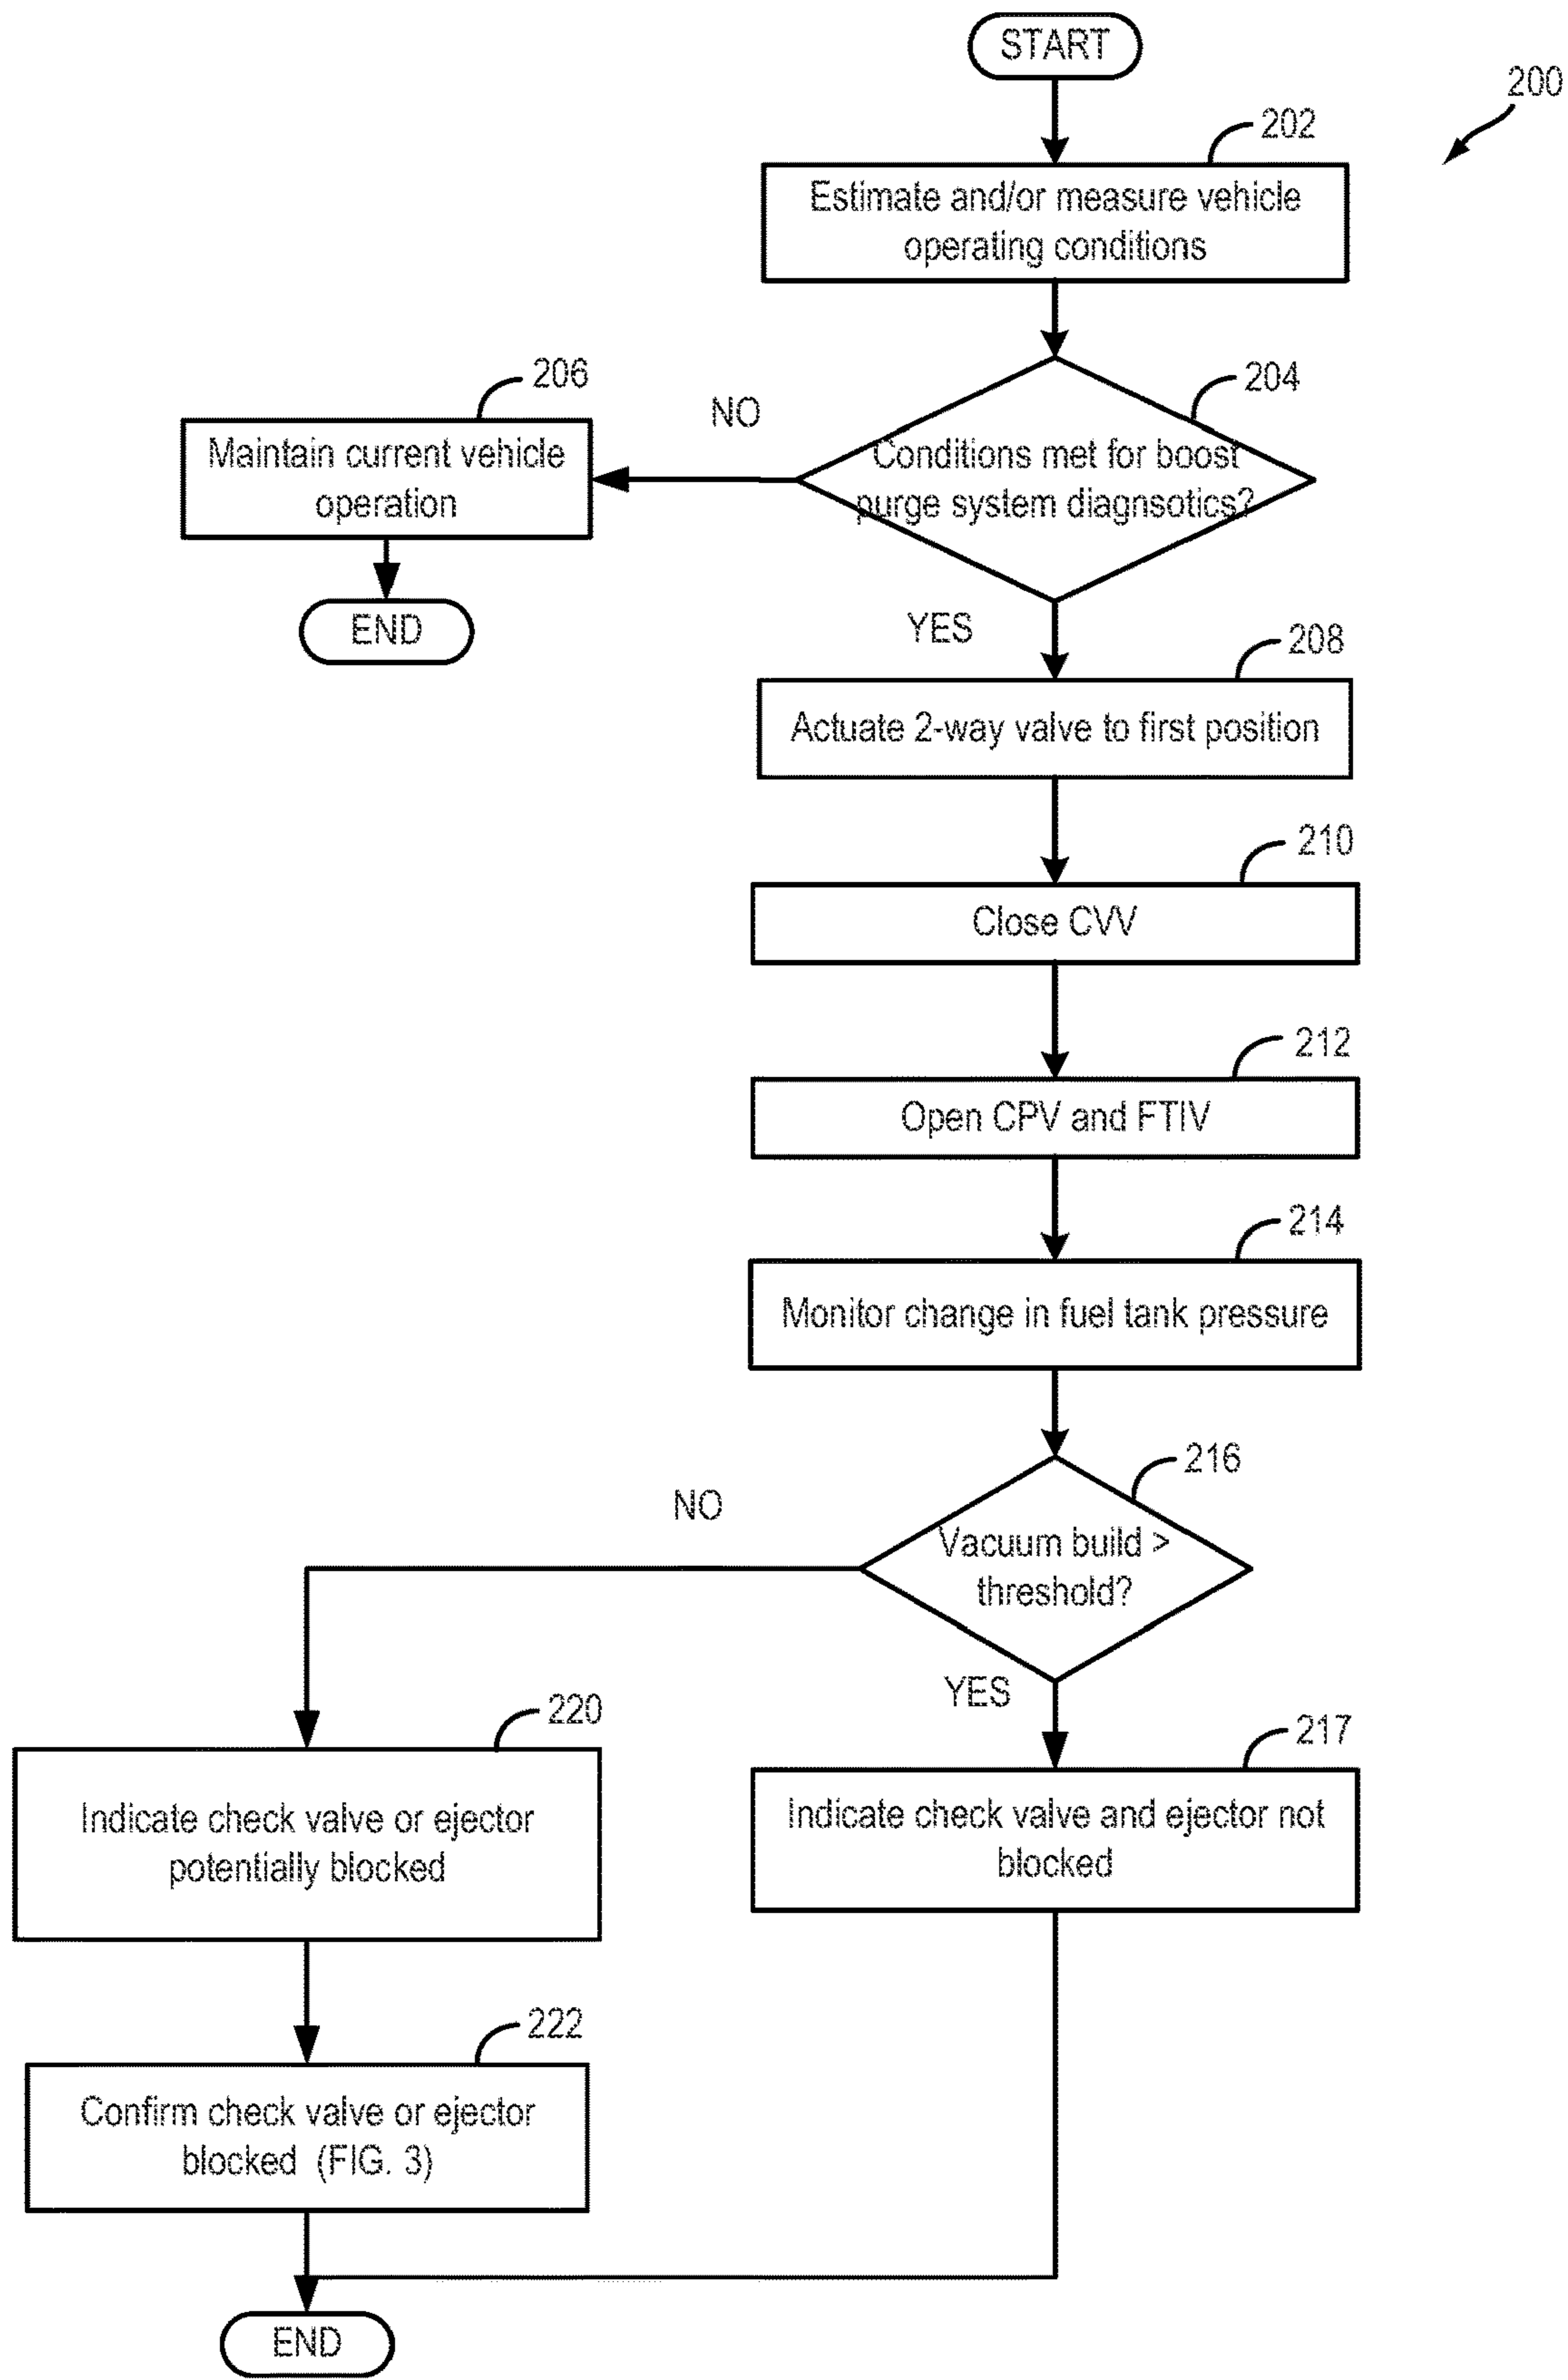 START
200
202
Estimate and/or measure vehicle
operating conditions
204
206
NO
Conditions met for boost
purge system diagnsotics?
Maintain current vehicle
operation
END
YES
208
Actuate 2-way valve to first position
210
Close CVV
212
Open CPV and FTIV
214
Monitor change in fuel tank pressure
216
NO
Vacuum build >
threshold?
YES
220
217
Indicate check valve or ejector
potentially blocked
Indicate check valve and ejector not
blocked
222
Confirm check valve or ejector
blocked (FIG. 3)
END